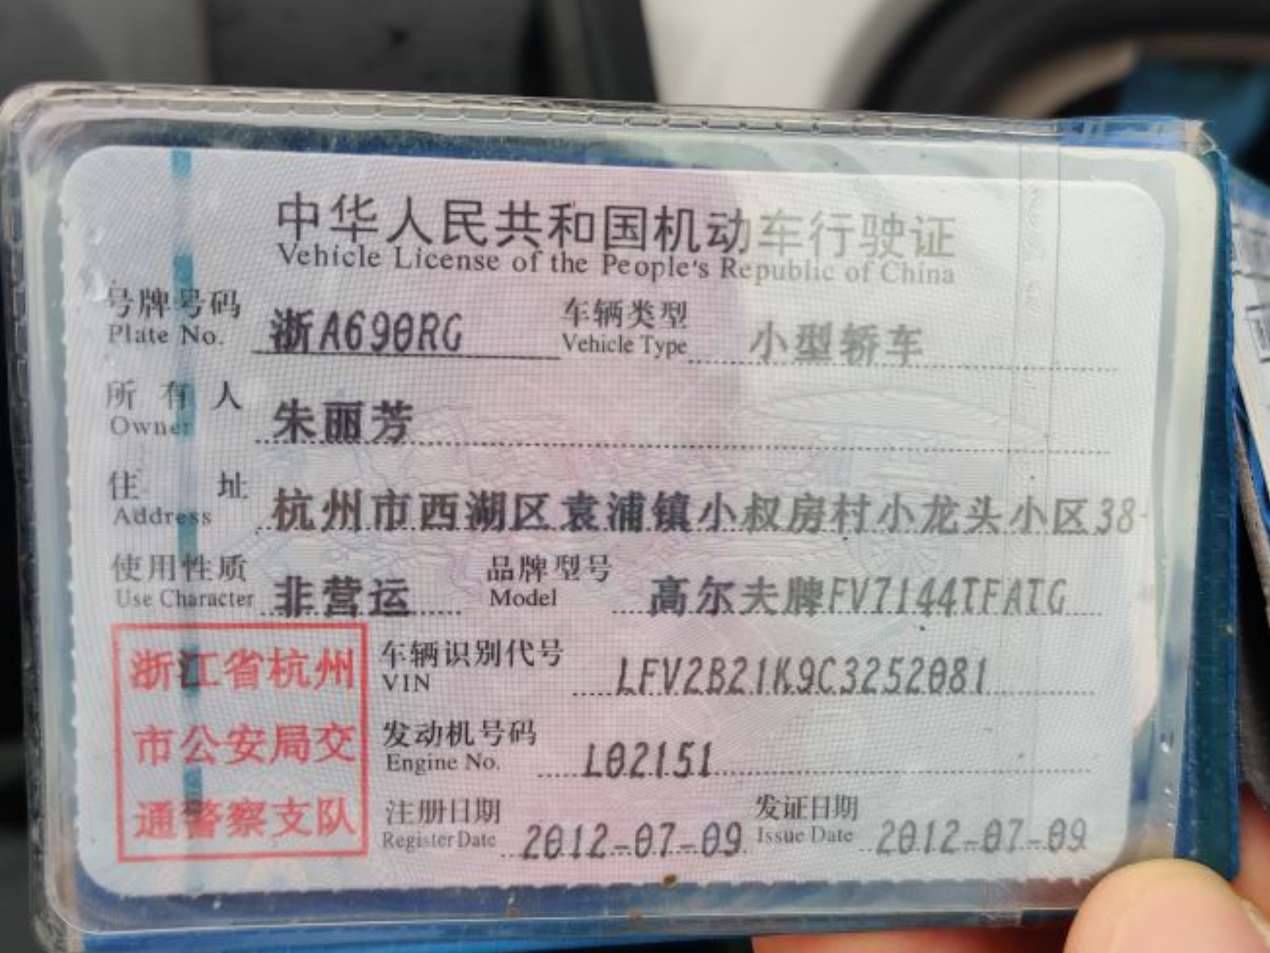 中华人民共和国机动车行驶证
Vehicle License of the People's Republic of China
号牌号码 浙A690RG 车辆类型 小型轿车
Plate No. Vehicle Type
所有人 朱丽芳
Owner
住址 杭州市西湖区袁浦镇小叔房村小龙头小区38-
Address
使用性质 非营运 品牌型号 高尔夫牌FV7144TFATG
Use Character Model
浙江省杭州
市公安局交
通警察支队
车辆识别代号 LFV2B21K9C3252081
VIN
发动机号码 L02151
Engine No.
注册日期 2012-07-09 发证日期 2012-07-09
Register Date Issue Date